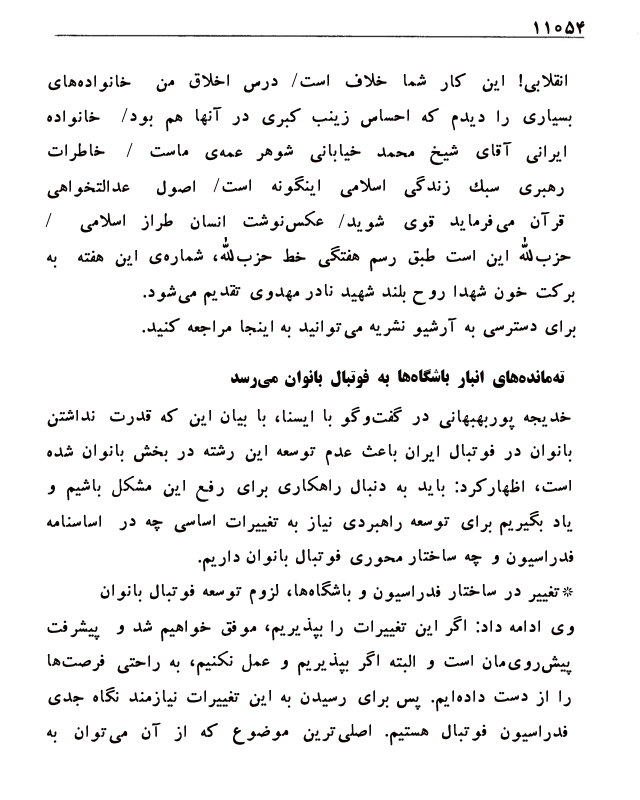 ۱۱۰۵۴
انقلابی! این کار شما خلاف است/ درس اخلاق من خانواده‌های
بسیاری را دیدم که احساس زینب کبری در آنها هم بود/ خانواده
ایرانی آقای شیخ محمد خیابانی شوهر عمه‌ی ماست / خاطرات
رهبری سبك زندگی اسلامی اینگونه است/ اصول عدالتخواهی
قرآن می‌فرماید قوی شوید/ عکس‌نوشت انسان طراز اسلامی /
حزب‌الله این است طبق رسم هفتگی خط حزب‌الله، شماره‌ی این هفته به
برکت خون شهدا روح بلند شهید نادر مهدوی تقدیم می‌شود.
برای دسترسی به آرشیو نشریه می‌توانید به اینجا مراجعه کنید.
ته‌مانده‌های انبار باشگاه‌ها به فوتبال بانوان می‌رسد
خدیجه پوربهبهانی در گفت‌وگو با ایسنا، با بیان این که قدرت نداشتن
بانوان در فوتبال ایران باعث عدم توسعه این رشته در بخش بانوان شده
است، اظهارکرد: باید به دنبال راهکاری برای رفع این مشکل باشیم و
یاد بگیریم برای توسعه راهبردی نیاز به تغییرات اساسی چه در اساسنامه
فدراسیون و چه ساختار محوری فوتبال بانوان داریم.
*تغییر در ساختار فدراسیون و باشگاه‌ها، لزوم توسعه فوتبال بانوان
وی ادامه داد: اگر این تغییرات را بپذیریم، موفق خواهیم شد و پیشرفت
پیش‌روی‌مان است و البته اگر بپذیریم و عمل نکنیم، به راحتی فرصت‌ها
را از دست داده‌ایم. پس برای رسیدن به این تغییرات نیازمند نگاه جدی
فدراسیون فوتبال هستیم. اصلی‌ترین موضوع که از آن می‌توان به